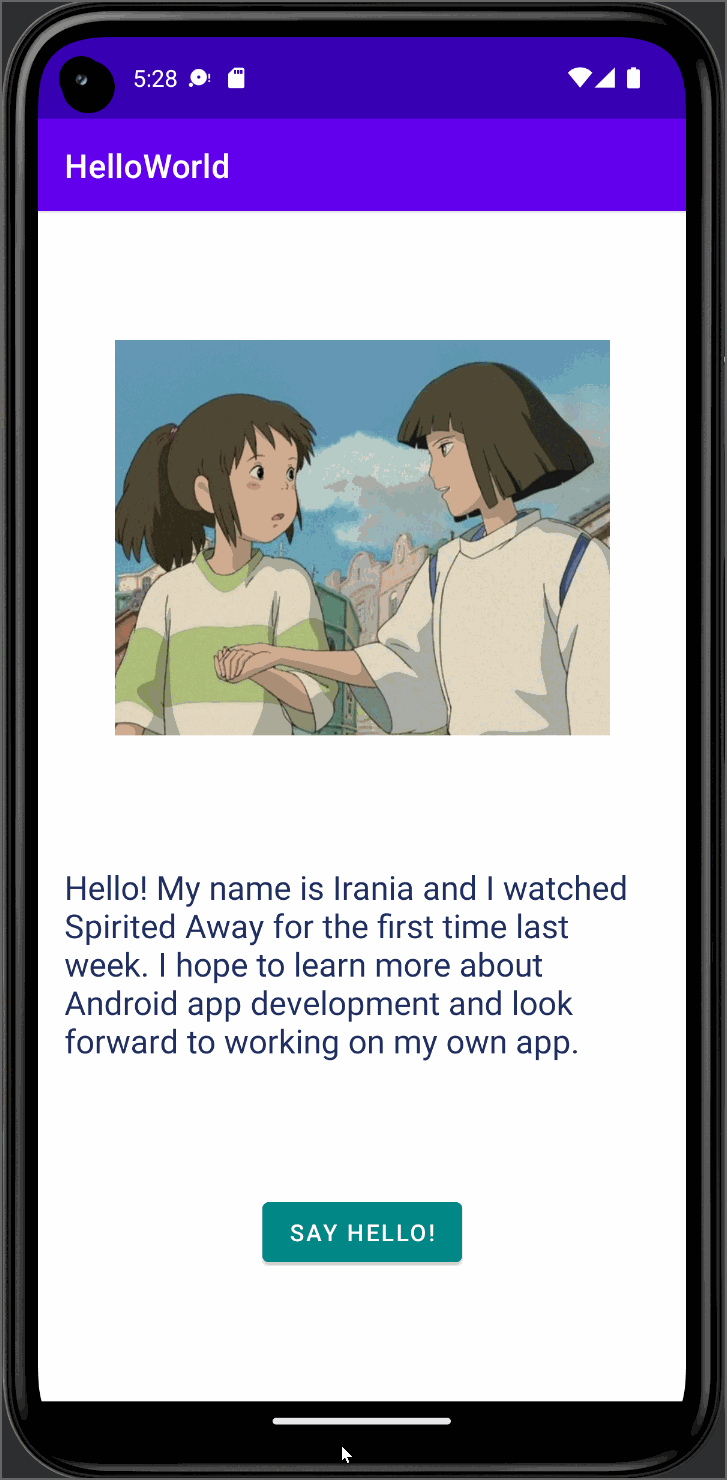 5:28
HelloWorld
Hello! My name is Irania and I watched
Spirited Away for the first time last
week. I hope to learn more about
Android app development and look
forward to working on my own app.
SAY HELLO!